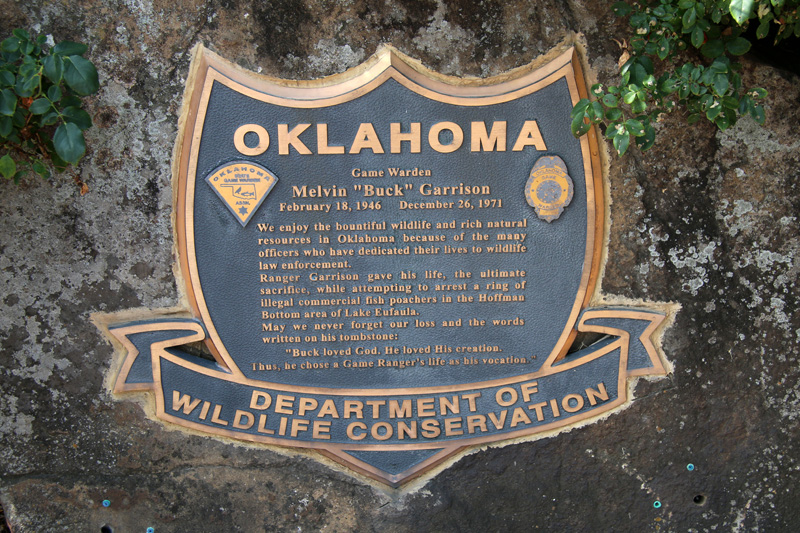 OKLAHOMA
Game Warden
Melvin "Buck" Garrison
February 18, 1946 December 26, 1971
OKLAHOMA
GAME WARDENS
ASSN.
We enjoy the bountiful wildlife and rich natural
resources in Oklahoma because of the many
officers who have dedicated their lives to wildlife
law enforcement.
Ranger Garrison gave his life, the ultimate
sacrifice, while attempting to arrest a ring of
illegal commercial fish poachers in the Hoffman
Bottom area of Lake Eufaula.
May we never forget our loss and the words
written on his tombstone:
"Buck loved God, He loved His creation.
Thus, he chose a Game Ranger's life as his vocation."
DEPARTMENT OF
WILDLIFE CONSERVATION